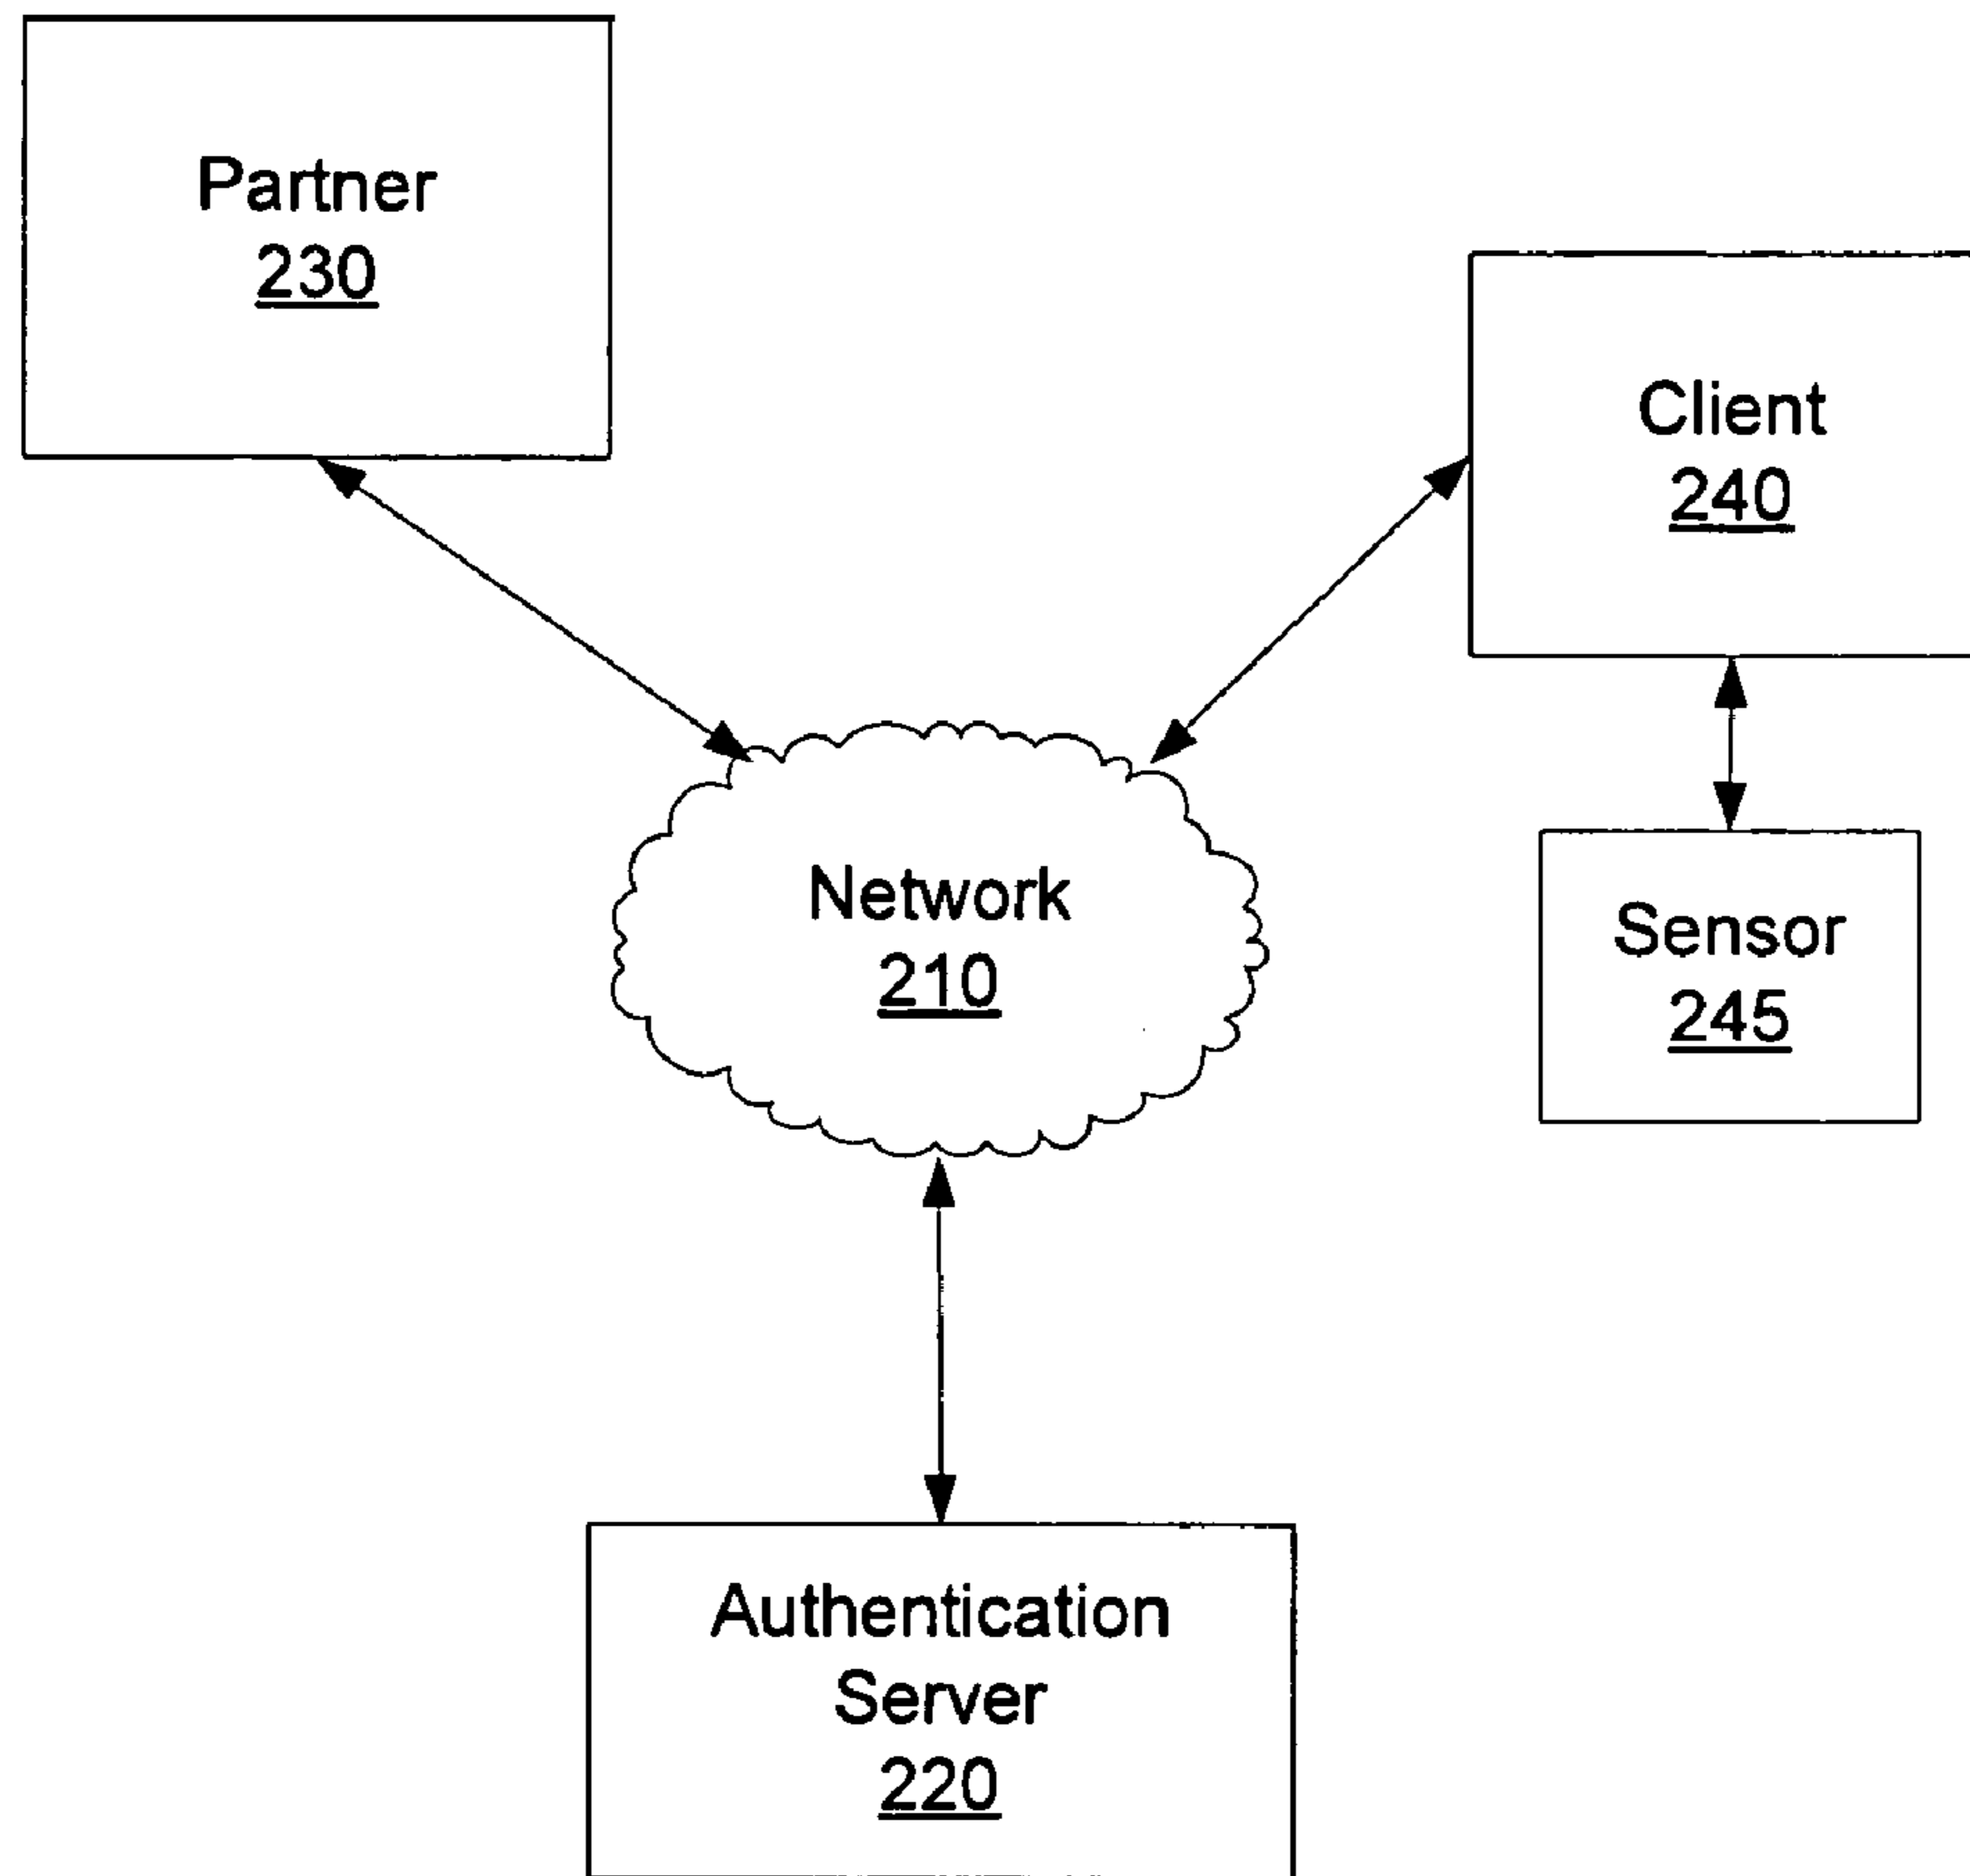 Partner
230
Client
240
Network
210
Sensor
245
Authentication
Server
220